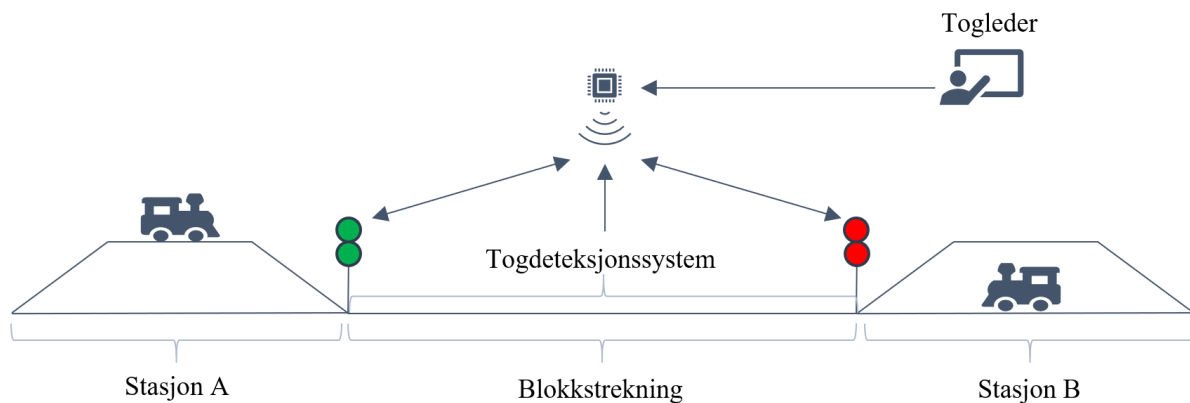 Togleder
Togdeteksjonssystem
Stasjon A
Blokkstrekning
Stasjon B